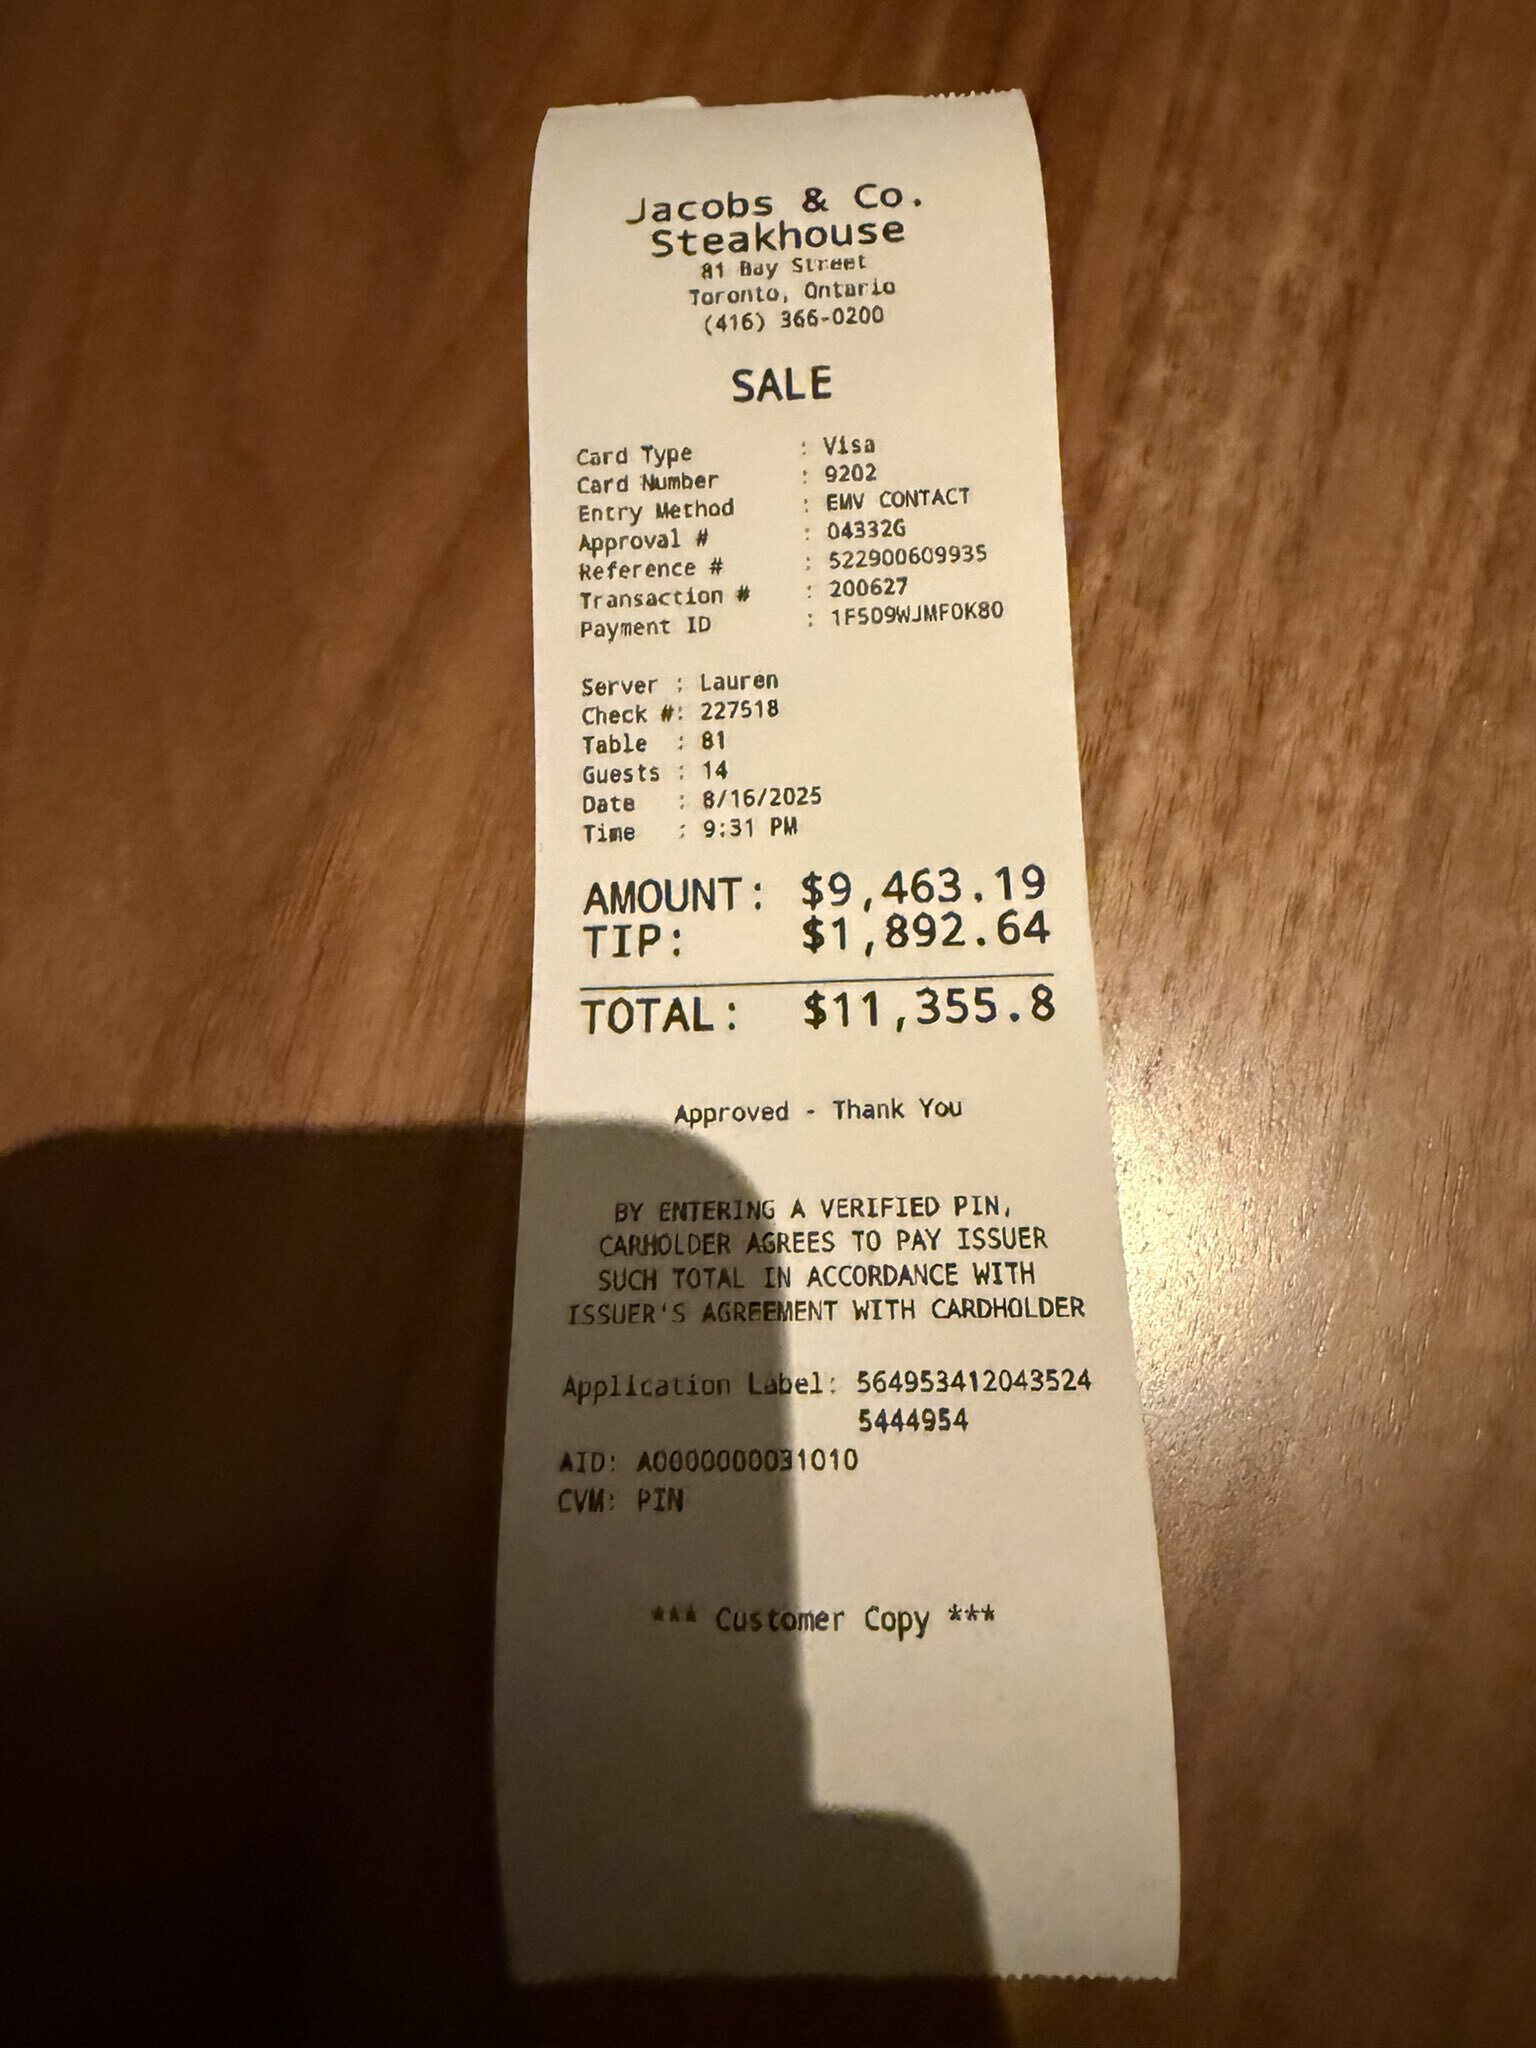 Jacobs & Co.
Steakhouse
81 Bay Street
Toronto, Ontario
(416) 366-0200
SALE
Card Type : Visa
Card Number : 9202
Entry Method : EMV CONTACT
Approval # : 04332G
Reference # : 522900609935
Transaction # : 200627
Payment ID : 1F5D9WJMF0K80
Server : Lauren
Check #: 227518
Table : 81
Guests : 14
Date : 8/16/2025
Time : 9:31 PM
AMOUNT: $9,463.19
TIP: $1,892.64
TOTAL: $11,355.8
Approved - Thank You
BY ENTERING A VERIFIED PIN,
CARHOLDER AGREES TO PAY ISSUER
SUCH TOTAL IN ACCORDANCE WITH
ISSUER'S AGREEMENT WITH CARDHOLDER
Application Label: 564953412043524
5444954
AID: A0000000031010
CVM: PIN
*** Customer Copy ***